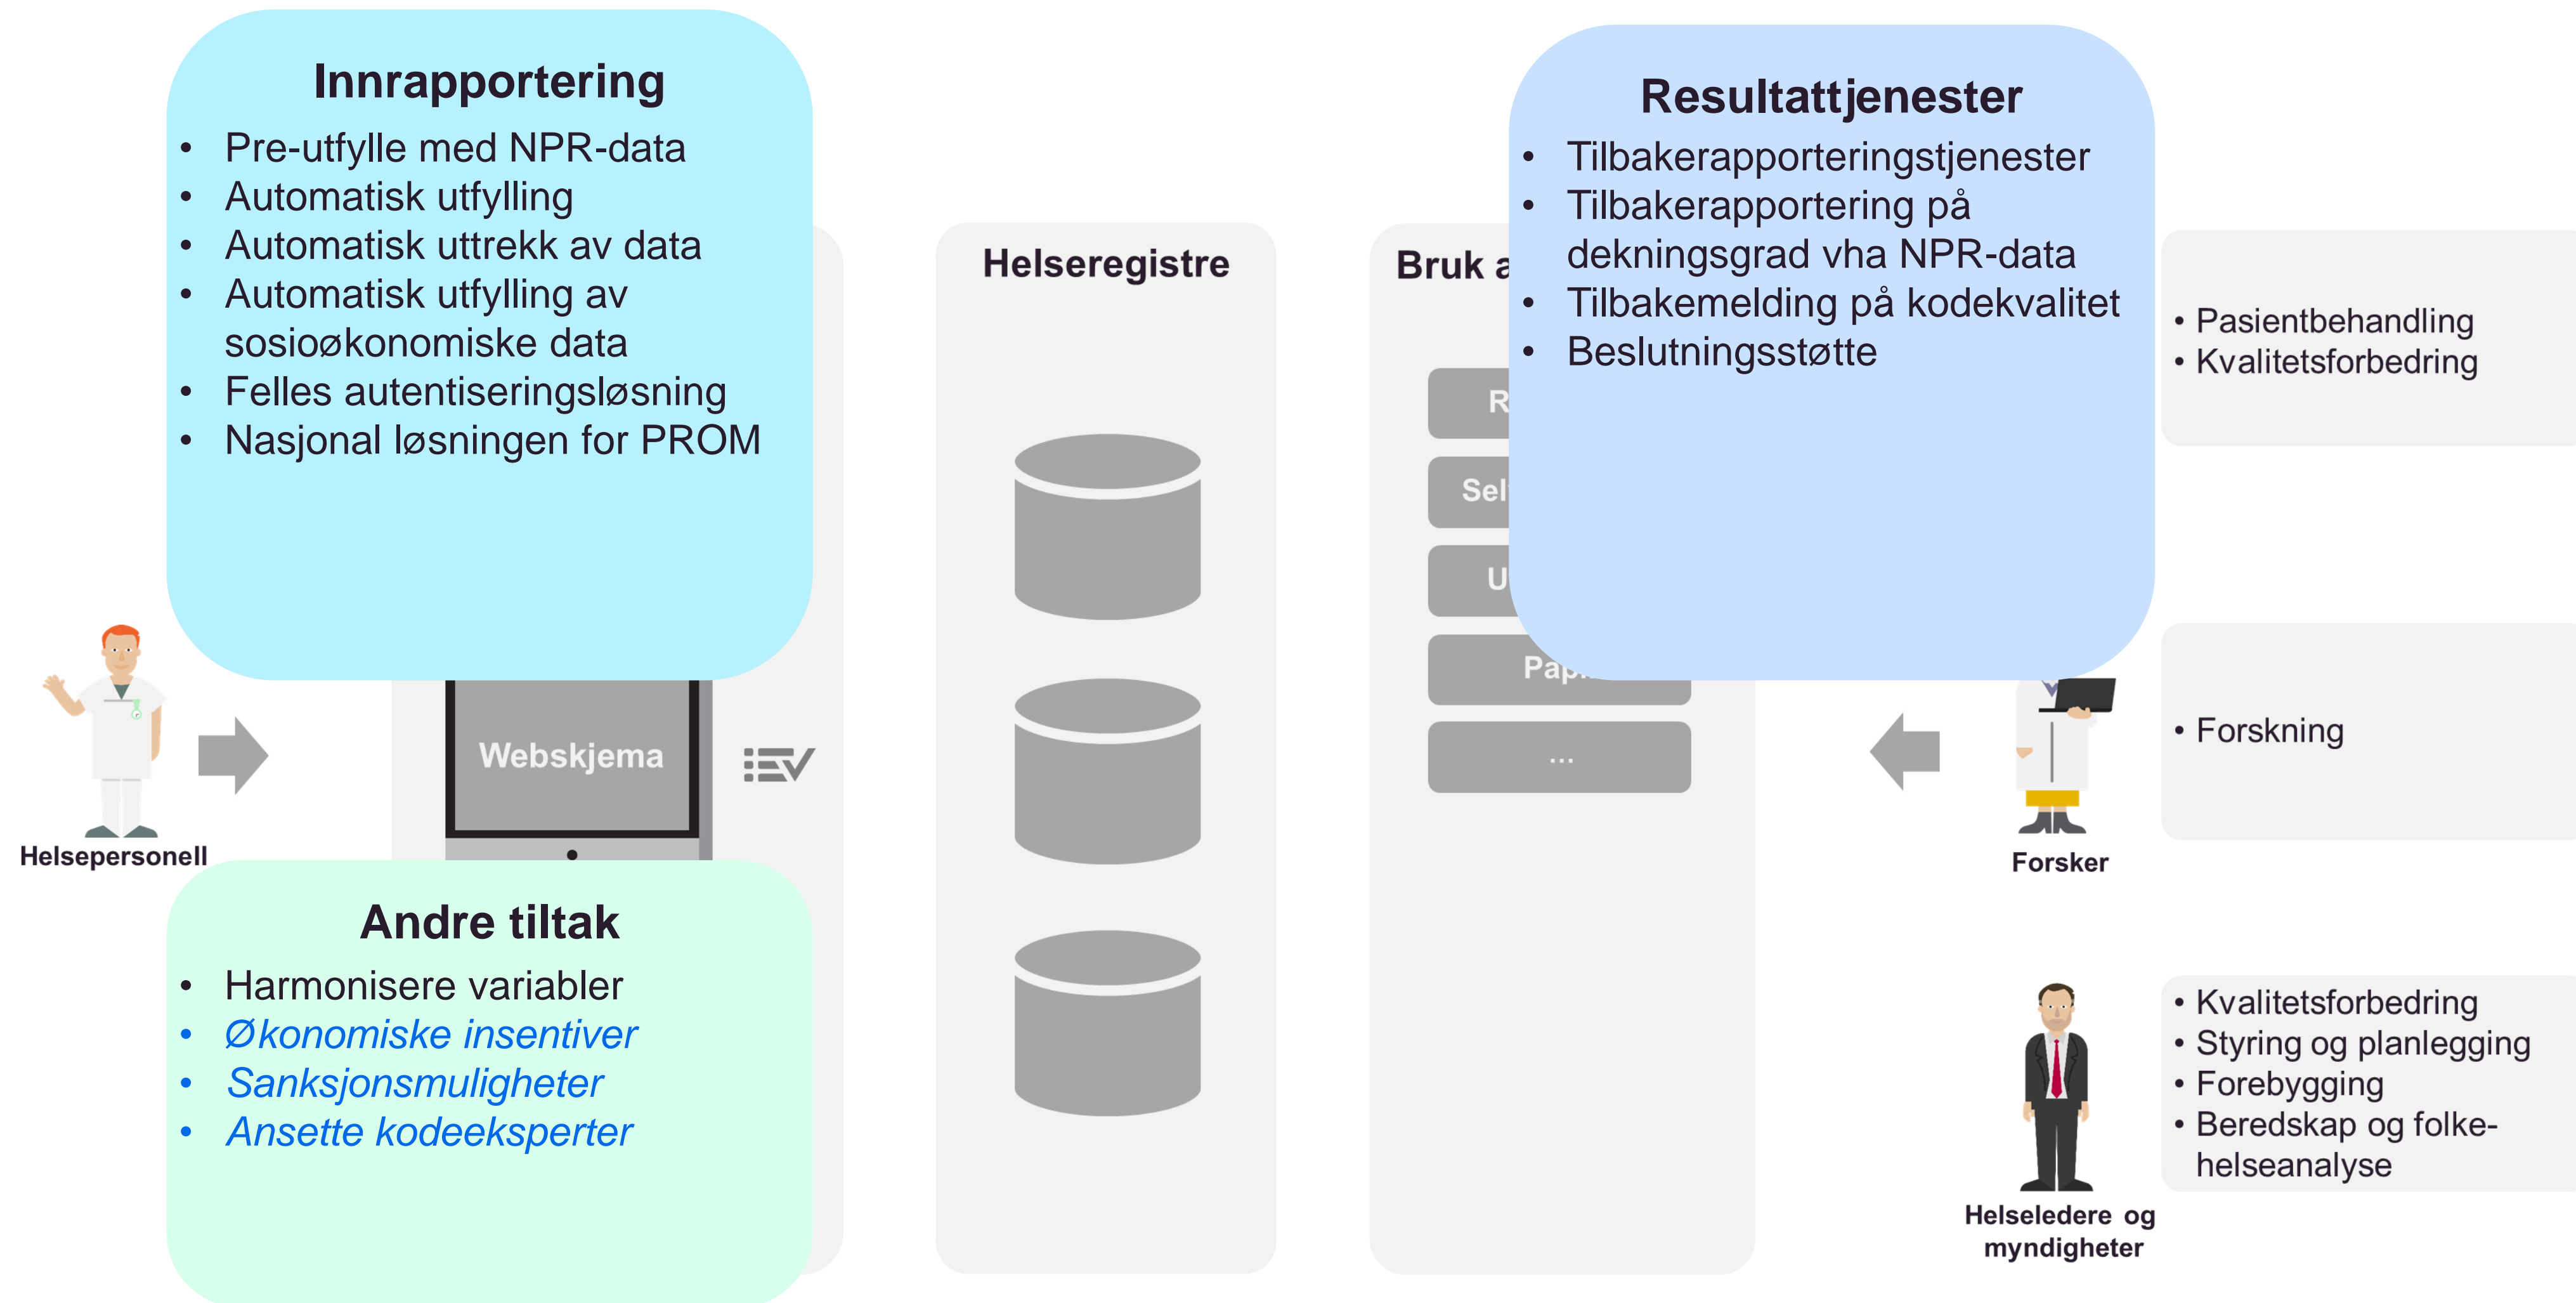 Innrapportering
• Pre-utfylle med NPR-data
• Automatisk utfylling
• Automatisk uttrekk av data
• Automatisk utfylling av
sosioøkonomiske data
• Felles autentiseringsløsning
• Nasjonal løsningen for PROM
Helsepersonell
Webskjema
Andre tiltak
• Harmonisere variabler
• Økonomiske insentiver
• Sanksjonsmuligheter
• Ansette kodeeksperter
Helseregistre
Bruk
...
Resultattjenester
• Tilbakerapporteringstjenester
• Tilbakerapportering på
dekningsgrad vha NPR-data
• Tilbakemelding på kodekvalitet
• Beslutningsstøtte
• Pasientbehandling
• Kvalitetsforbedring
Forsker
• Forskning
Helseledere og
myndigheter
• Kvalitetsforbedring
• Styring og planlegging
• Forebygging
• Beredskap og folke-
helseanalyse